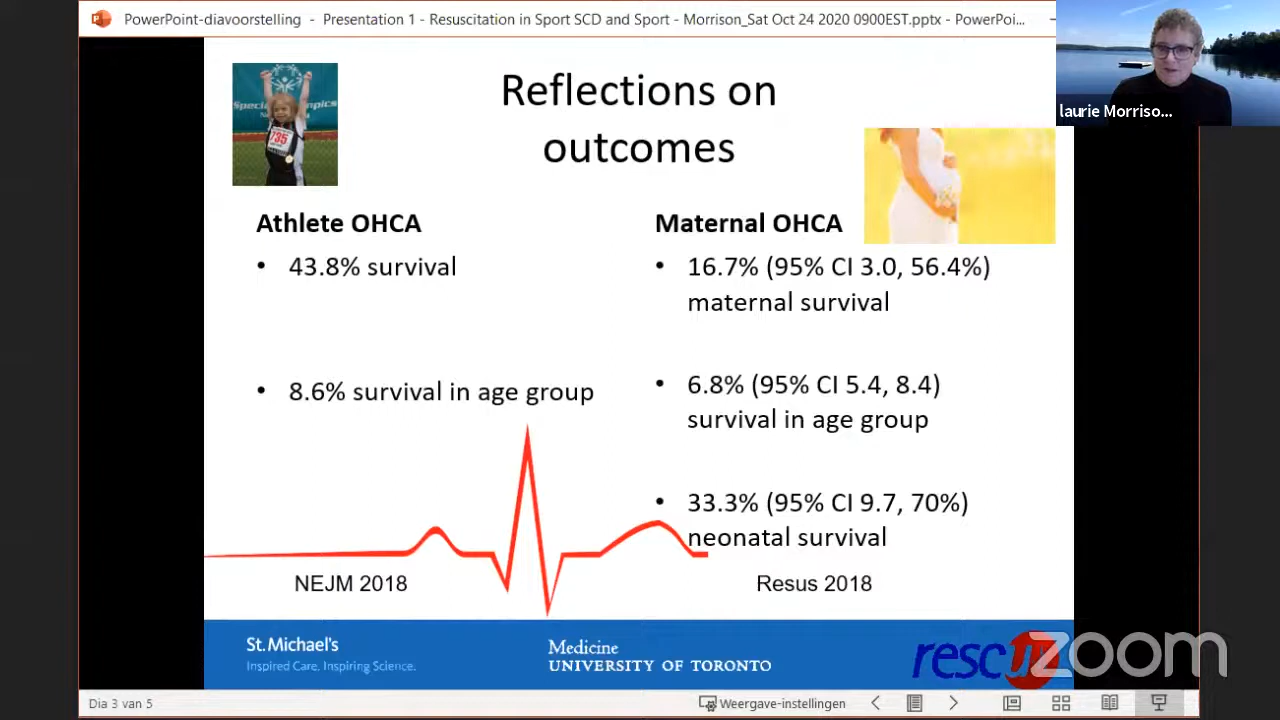 PowerPoint-diavoorstelling - Presentation 1 - Resuscitation in Sport SCD and Sport - Morrison_Sat Oct 24 2020 0900EST.pptx - PowerPoi...
laurie Morriso...
Reflections on
outcomes
735
Athlete OHCA
• 43.8% survival
• 8.6% survival in age group
NEJM 2018
Maternal OHCA
• 16.7% (95% CI 3.0, 56.4%)
maternal survival
• 6.8% (95% CI 5.4, 8.4)
survival in age group
• 33.3% (95% CI 9.7, 70%)
neonatal survival
Resus 2018
St. Michael's
Inspired Care. Inspiring Science.
Medicine
UNIVERSITY OF TORONTO
zoom
Dia 3 van 5
Weergave-instellingen